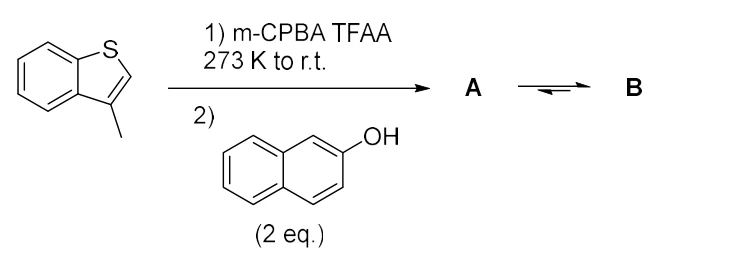 1) m-CPBA TFAA
273 K to r.t.
S
A
B
2)
OH
(2 eq.)